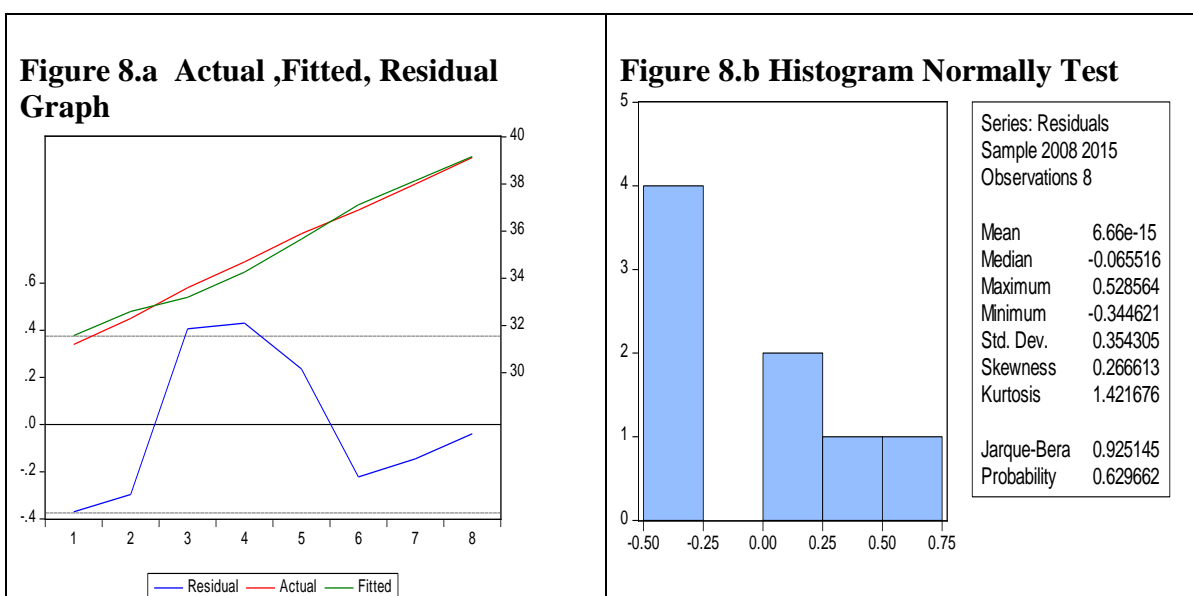 Figure 8.a Actual ,Fitted, Residual
Graph
40
38
36
34
32
30
.6
.4
.2
.0
-.2
-.4
1 2 3 4 5 6 7 8
Residual Actual Fitted
Figure 8.b Histogram Normally Test
5
4
3
2
1
0
-0.50 -0.25 0.00 0.25 0.50 0.75
Series: Residuals
Sample 2008 2015
Observations 8
Mean 6.66e-15
Median -0.065516
Maximum 0.528564
Minimum -0.344621
Std. Dev. 0.354305
Skewness 0.266613
Kurtosis 1.421676
Jarque-Bera 0.925145
Probability 0.629662